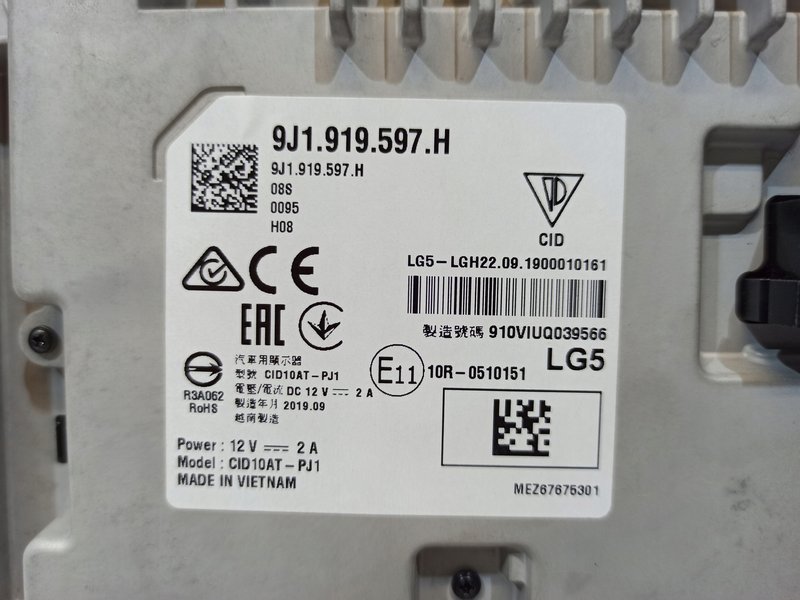 9J1.919.597.H
9J1.919.597.H
08S
0095
H08
CID
LG5-LGH22.09.1900010161
CE
EAC
製造號碼 910VIUQ039566
LG5
汽車用顯示器
型號 CID10AT-PJ1
電壓/電流 DC 12 V 2 A
製造年月 2019.09
越南製造
R3A062
RoHS
E11 10R-0510151
Power : 12 V 2 A
Model : CID10AT-PJ1
MADE IN VIETNAM
MEZ67675301